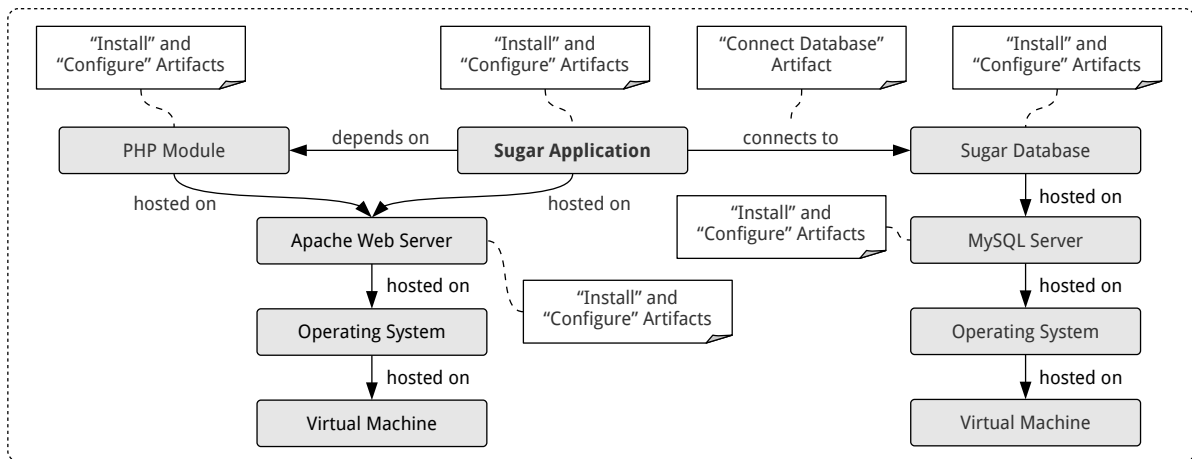 “Install” and
“Configure” Artifacts
“Install” and
“Configure” Artifacts
“Connect Database”
Artifact
“Install” and
“Configure” Artifacts
PHP Module
depends on
Sugar Application
connects to
Sugar Database
hosted on
hosted on
hosted on
“Install” and
“Configure” Artifacts
Apache Web Server
MySQL Server
hosted on
“Install” and
“Configure” Artifacts
hosted on
Operating System
Operating System
hosted on
hosted on
Virtual Machine
Virtual Machine